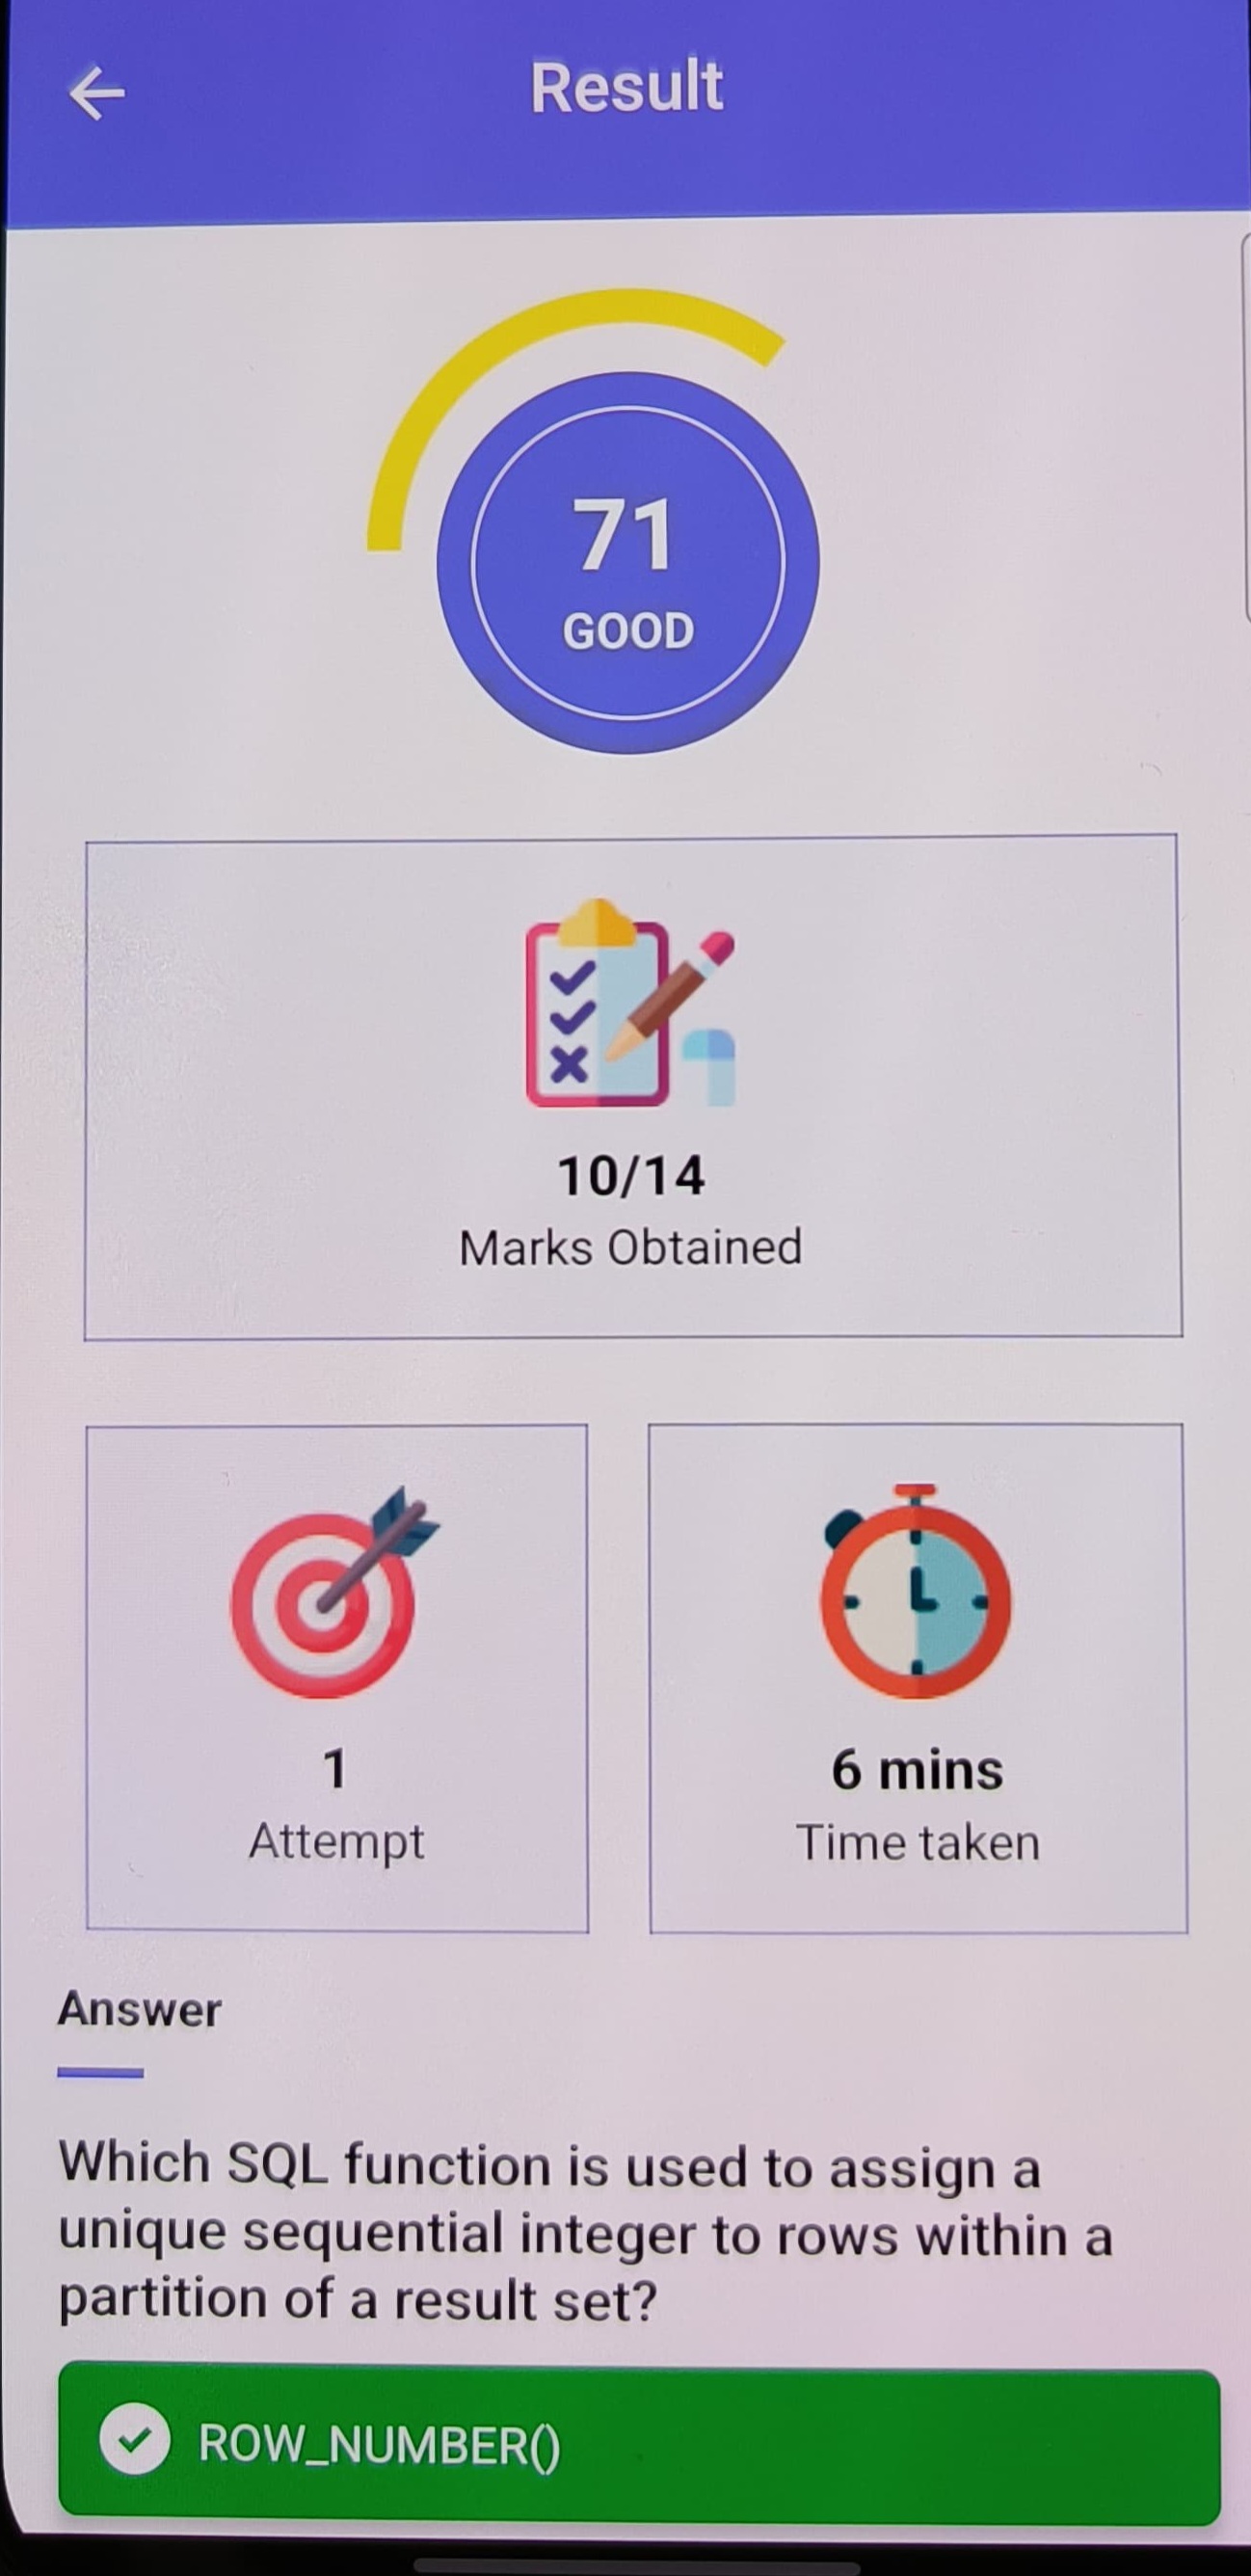 Result
71
GOOD
10/14
Marks Obtained
1
Attempt
6 mins
Time taken
Answer
Which SQL function is used to assign a
unique sequential integer to rows within a
partition of a result set?
ROW_NUMBER()